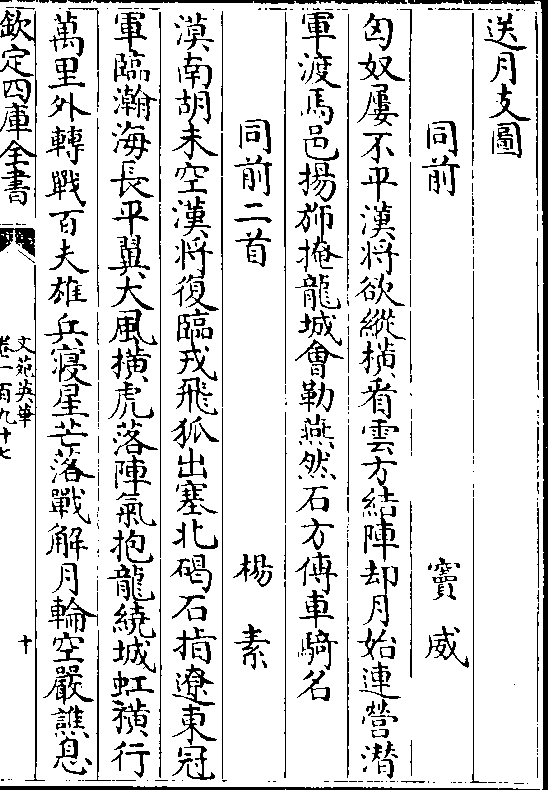 送月支圖
同前 竇威
匈奴屢不平漢將欲縱横看雲方結陣却月始連營潛
軍渡馬邑揚斾掩龍城會勒燕然石方傳車騎名
同前二首 楊素
漠南胡未空漢將復臨戎飛狐出塞北碣石指遼東冠
軍臨瀚海長平翼大風横虎落陣氣抱龍繞城虹横行
萬里外轉戰百夫雄兵寝星芒落戰解月輪空嚴譙息
欽定四庫全書
文苑英華
卷一百九十七
十